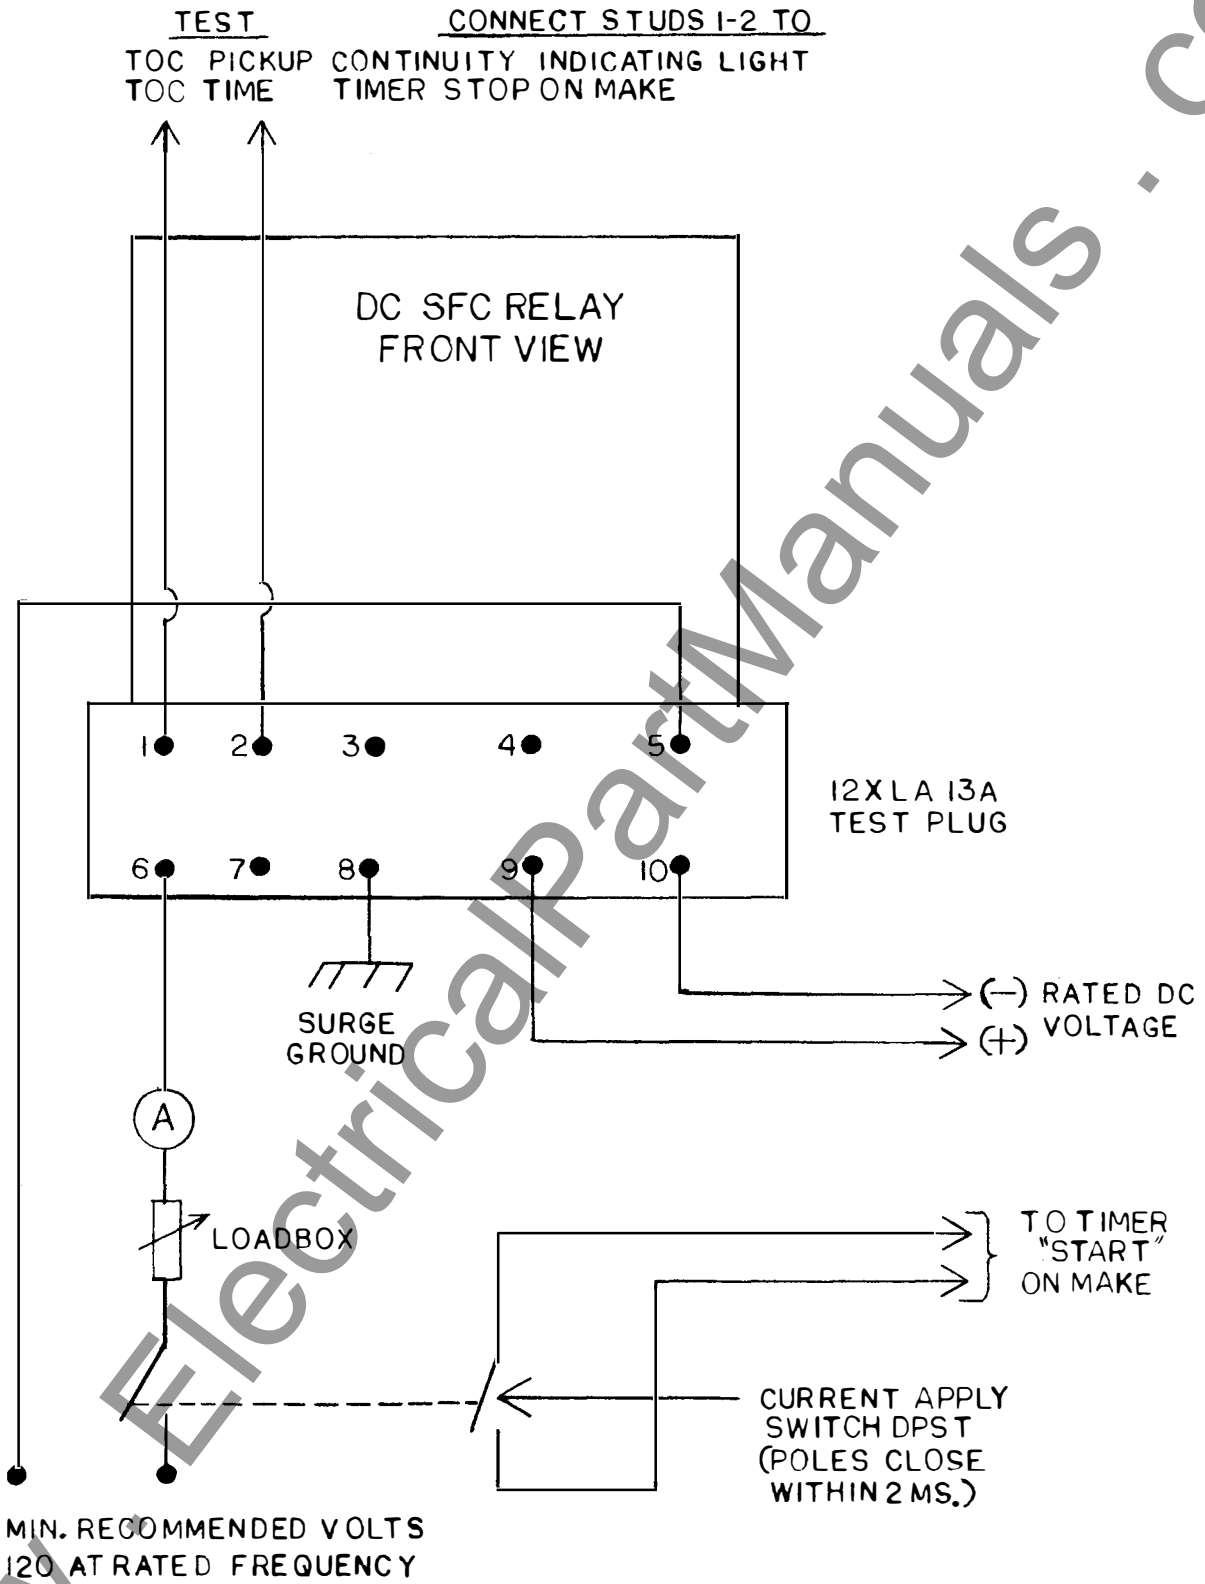 TEST CONNECT STUDS 1-2 TO
TOC PICKUP CONTINUITY INDICATING LIGHT
TOC TIME TIMER STOP ON MAKE
DC SFC RELAY
FRONT VIEW
1 2 3 4 5
12XLA13A
TEST PLUG
6 7 8 9 10
(-) RATED DC
(+) VOLTAGE
SURGE
GROUND
A
LOADBOX
TO TIMER
"START"
ON MAKE
CURRENT APPLY
SWITCH DPST
(POLES CLOSE
WITHIN 2 MS.)
MIN. RECOMMENDED VOLTS
120 AT RATED FREQUENCY
. ElectricalPartManuals . c